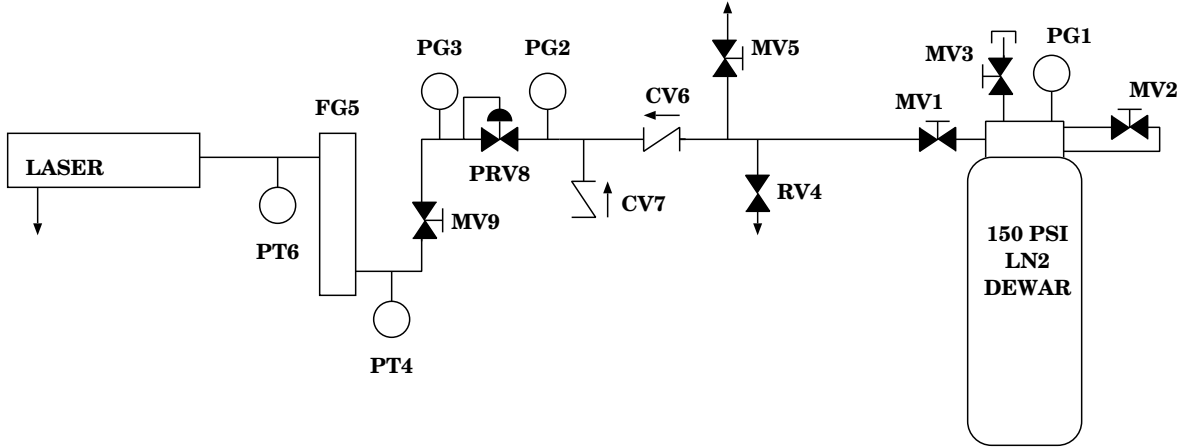 PG3
PG2
MV5
MV3
PG1
FG5
CV6
MV1
MV2
LASER
PRV8
CV7
RV4
MV9
PT6
150 PSI
LN2
DEWAR
PT4